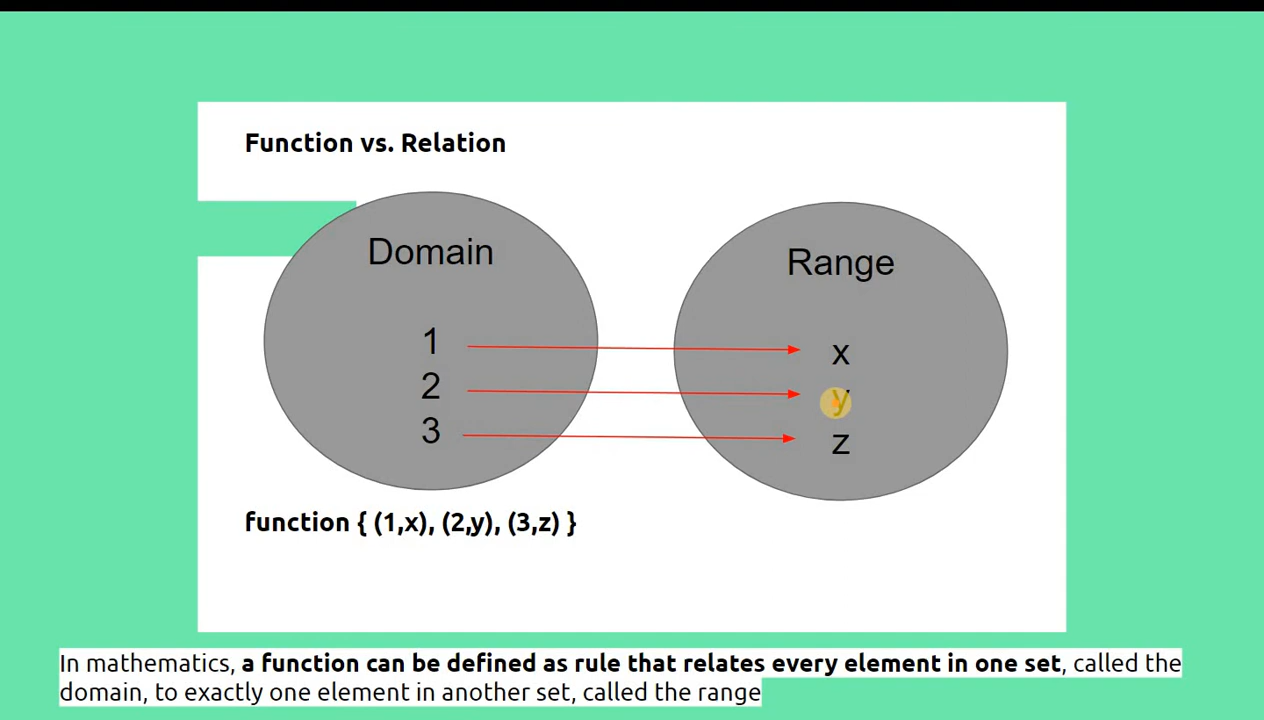 Function vs. Relation
Domain
Range
1
x
2
y
3
z
function { (1,x), (2,y), (3,z) }
In mathematics, a function can be defined as rule that relates every element in one set, called the
domain, to exactly one element in another set, called the range